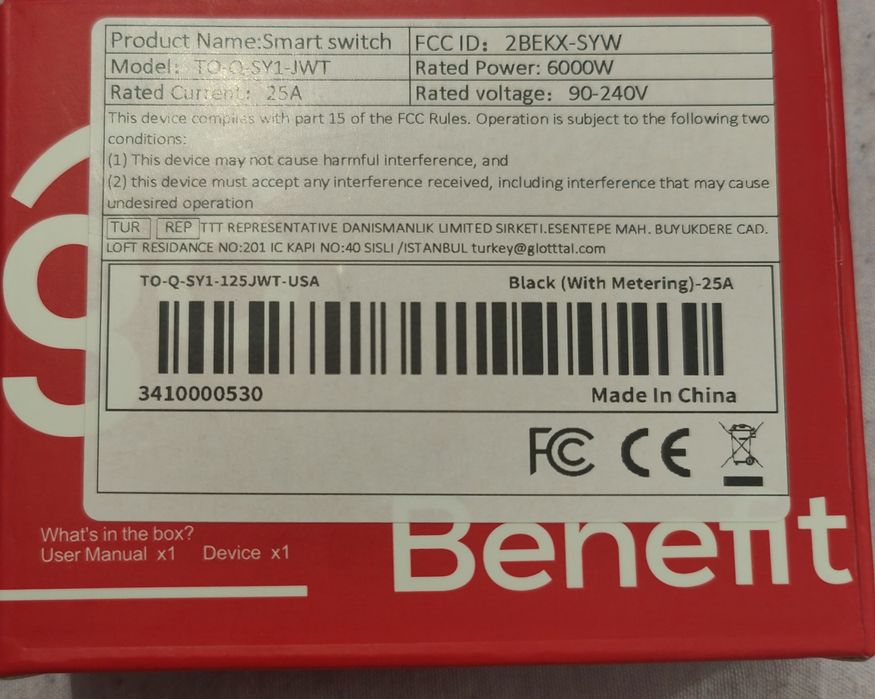 Product Name:Smart switch
FCC ID: 2BEKX-SYW
Model: TO-Q-SY1-JWT
Rated Power: 6000W
Rated Current: 25A
Rated voltage: 90-240V
This device complies with part 15 of the FCC Rules. Operation is subject to the following two
conditions:
(1) This device may not cause harmful interference, and
(2) this device must accept any interference received, including interference that may cause
undesired operation
TUR REP TTT REPRESENTATIVE DANISMANLIK LIMITED SIRKETI.ESENTEPE MAH. BUYUKDERE CAD.
LOFT RESIDANCE NO:201 IC KAPI NO:40 SISLI /ISTANBUL turkey@glotttal.com
TO-Q-SY1-125JWT-USA
Black (With Metering)-25A
3410000530
Made In China
FC CE
What's in the box?
User Manual x1 Device x1
Benefit